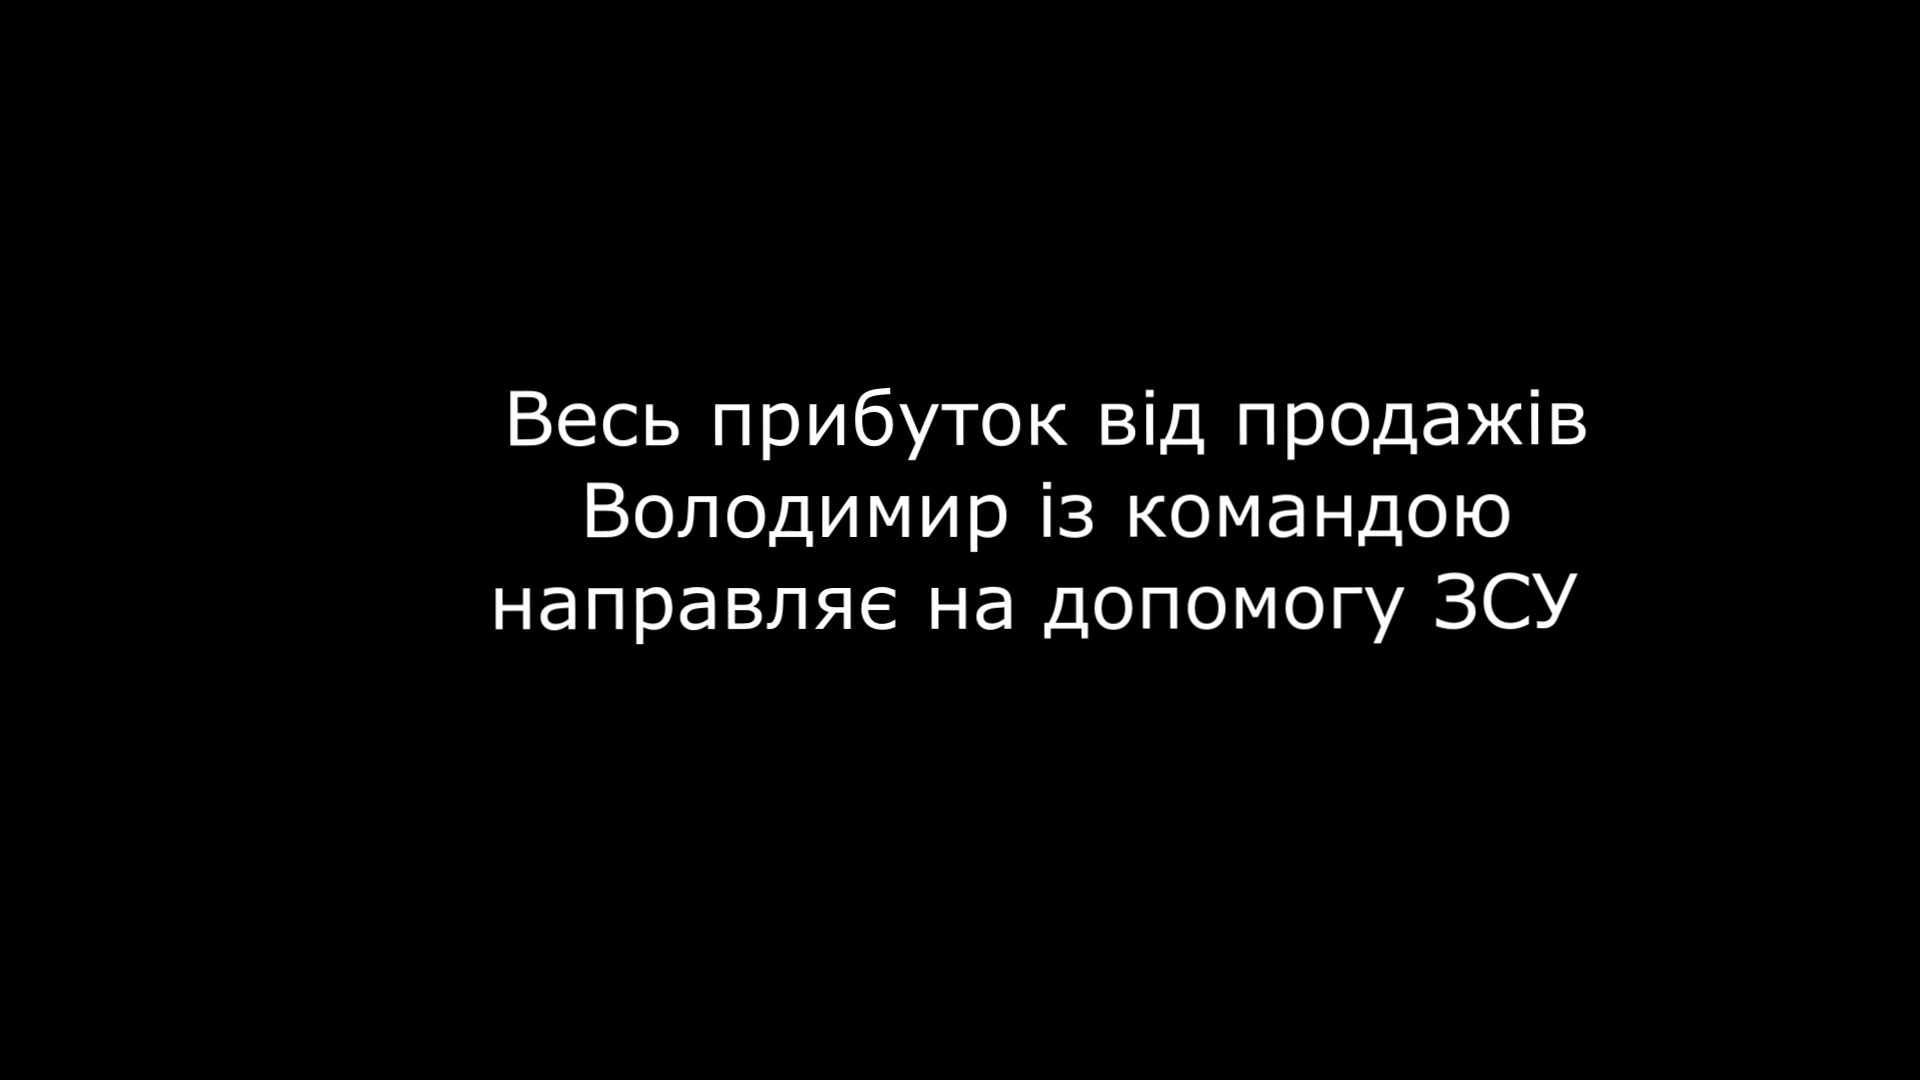 Весь прибуток від продажів
Володимир із командою
направляє на допомогу ЗСУ